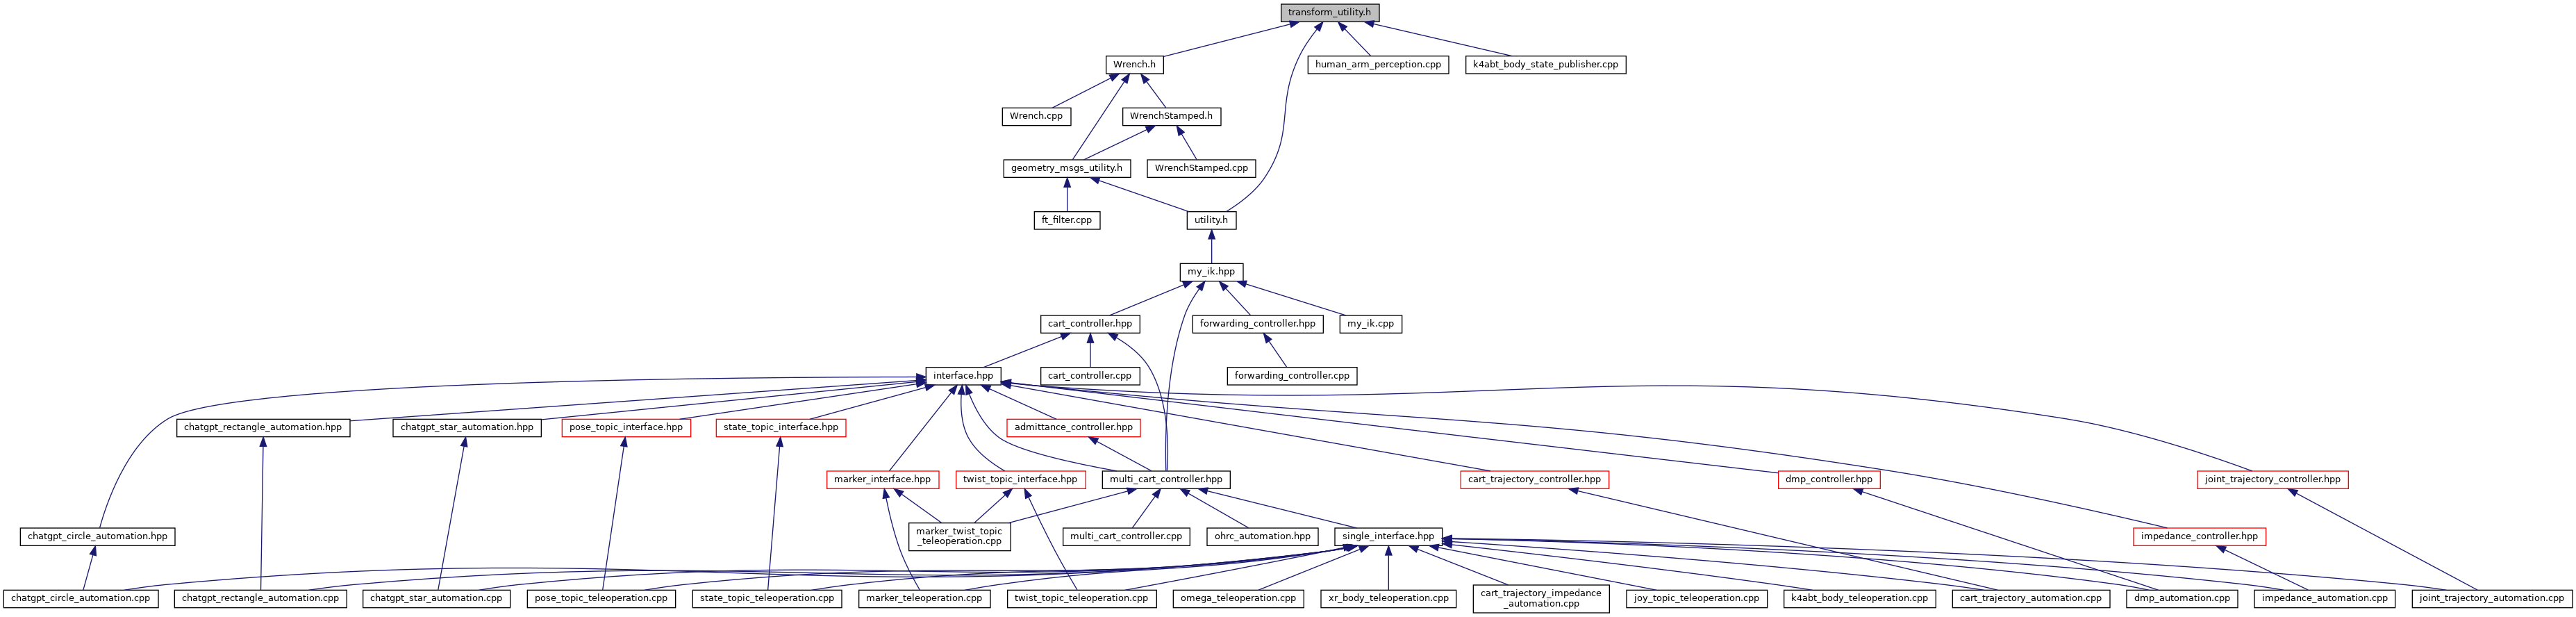 transform_utility.h
Wrench.h
human_arm_perception.cpp
k4abt_body_state_publisher.cpp
Wrench.cpp
WrenchStamped.h
geometry_msgs_utility.h
WrenchStamped.cpp
ft_filter.cpp
utility.h
my_ik.hpp
cart_controller.hpp
forwarding_controller.hpp
my_ik.cpp
interface.hpp
cart_controller.cpp
forwarding_controller.cpp
chatgpt_rectangle_automation.hpp
chatgpt_star_automation.hpp
pose_topic_interface.hpp
state_topic_interface.hpp
admittance_controller.hpp
marker_interface.hpp
twist_topic_interface.hpp
multi_cart_controller.hpp
cart_trajectory_controller.hpp
dmp_controller.hpp
joint_trajectory_controller.hpp
chatgpt_circle_automation.hpp
marker_twist_topic
_teleoperation.cpp
multi_cart_controller.cpp
ohrc_automation.hpp
single_interface.hpp
impedance_controller.hpp
chatgpt_circle_automation.cpp
chatgpt_rectangle_automation.cpp
chatgpt_star_automation.cpp
pose_topic_teleoperation.cpp
state_topic_teleoperation.cpp
marker_teleoperation.cpp
twist_topic_teleoperation.cpp
omega_teleoperation.cpp
xr_body_teleoperation.cpp
cart_trajectory_impedance
_automation.cpp
joy_topic_teleoperation.cpp
k4abt_body_teleoperation.cpp
cart_trajectory_automation.cpp
dmp_automation.cpp
impedance_automation.cpp
joint_trajectory_automation.cpp